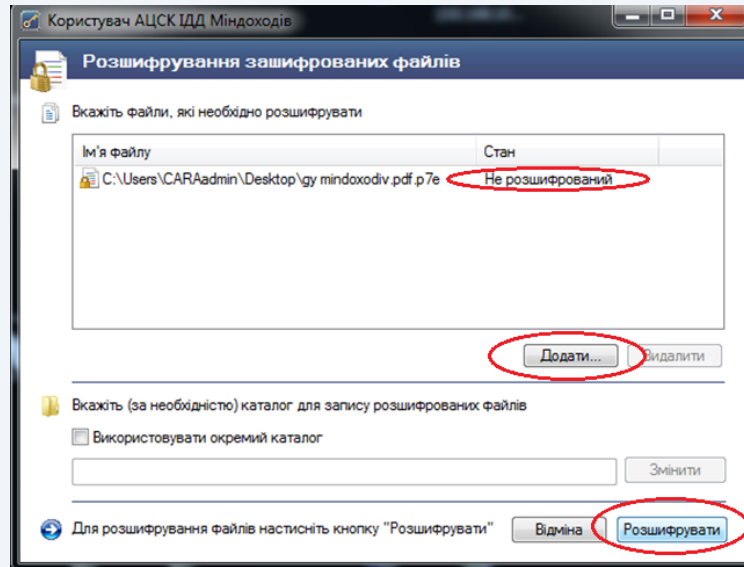 Користувач АЦСК ІДД Міндоходів
Розшифрування зашифрованих файлів
Вкажіть файли, які необхідно розшифрувати
Ім'я файлу Стан
C:\Users\CARAadmin\Desktop\gy mindoxodiv.pdf.p7e Не розшифрований
Додати... Видалити
Вкажіть (за необхідністю) каталог для запису розшифрованих файлів
Використовувати окремий каталог
Змінити
Для розшифрування файлів настисніть кнопку "Розшифрувати" Відміна Розшифрувати